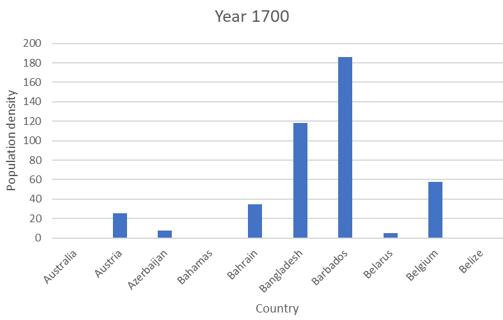 Year 1700
Population density
200
180
160
140
120
100
80
60
40
20
0
Australia
Austria
Azerbaijan
Bahamas
Bahrain
Bangladesh
Barbados
Belarus
Belgium
Belize
Country